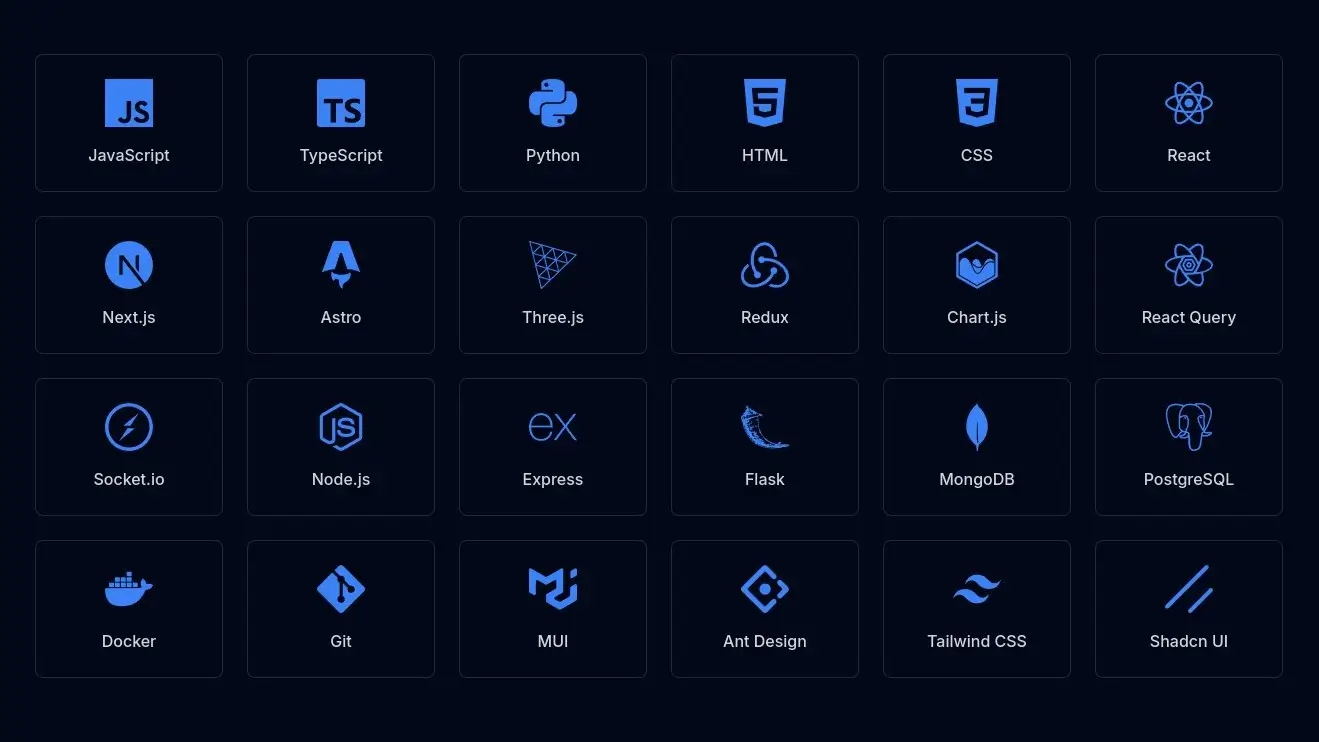 JS
TS
5
3
JavaScript
TypeScript
Python
HTML
CSS
React
N
Next.js
Astro
Three.js
Redux
Chart.js
React Query
JS
ex
Socket.io
Node.js
Express
Flask
MongoDB
PostgreSQL
Docker
Git
MUI
Ant Design
Tailwind CSS
Shadcn UI